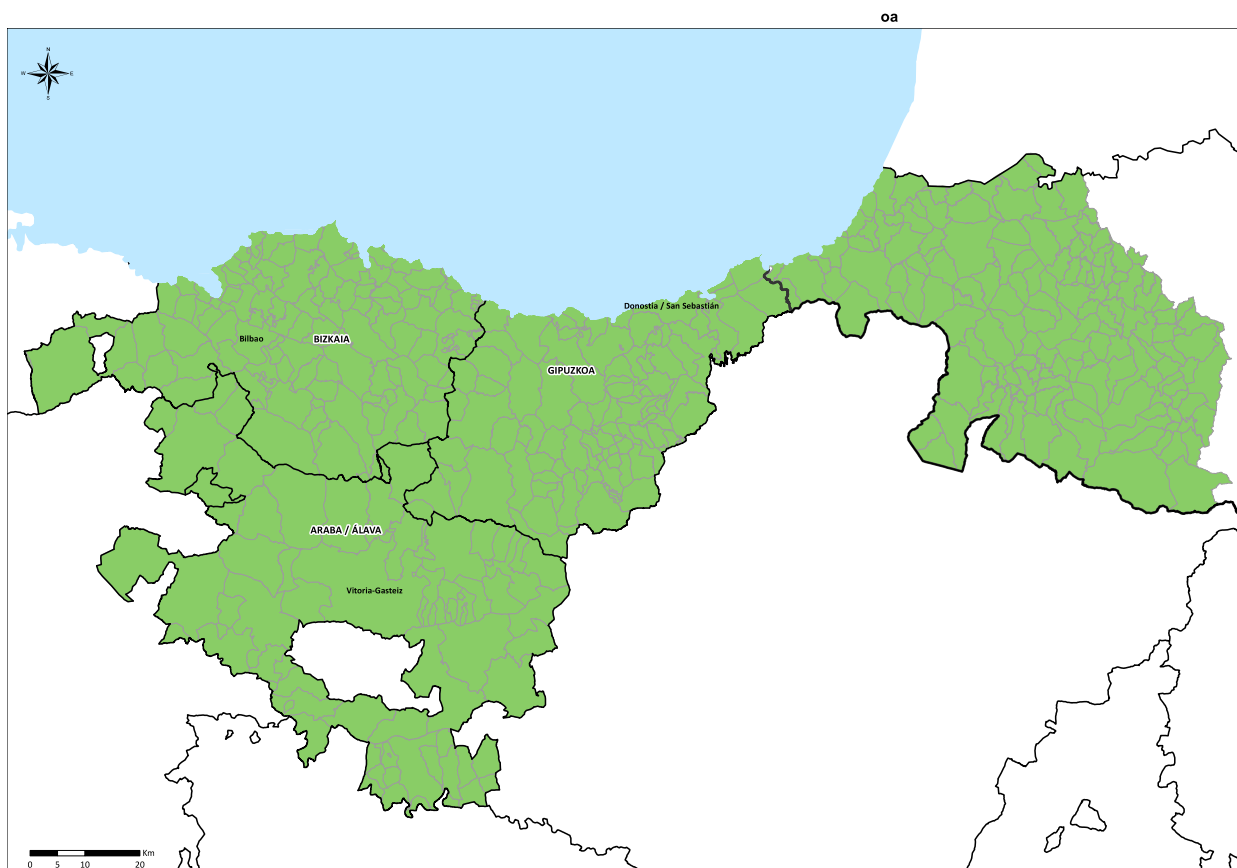 oa
N
W E
S
Donostia / San Sebastián
Bilbao
BIZKAIA
GIPUZKOA
ARABA / ÁLAVA
Vitoria-Gasteiz
Km
0 5 10 20